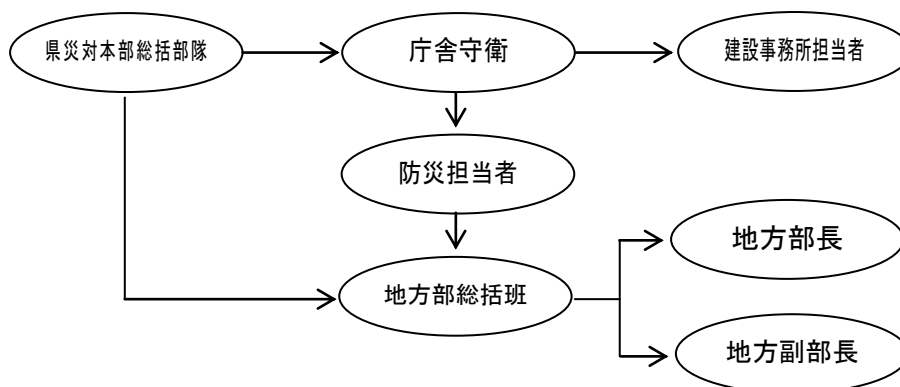 県災対本部総括部隊
庁舎守衛
建設事務所担当者
防災担当者
地方部長
地方部総括班
地方副部長